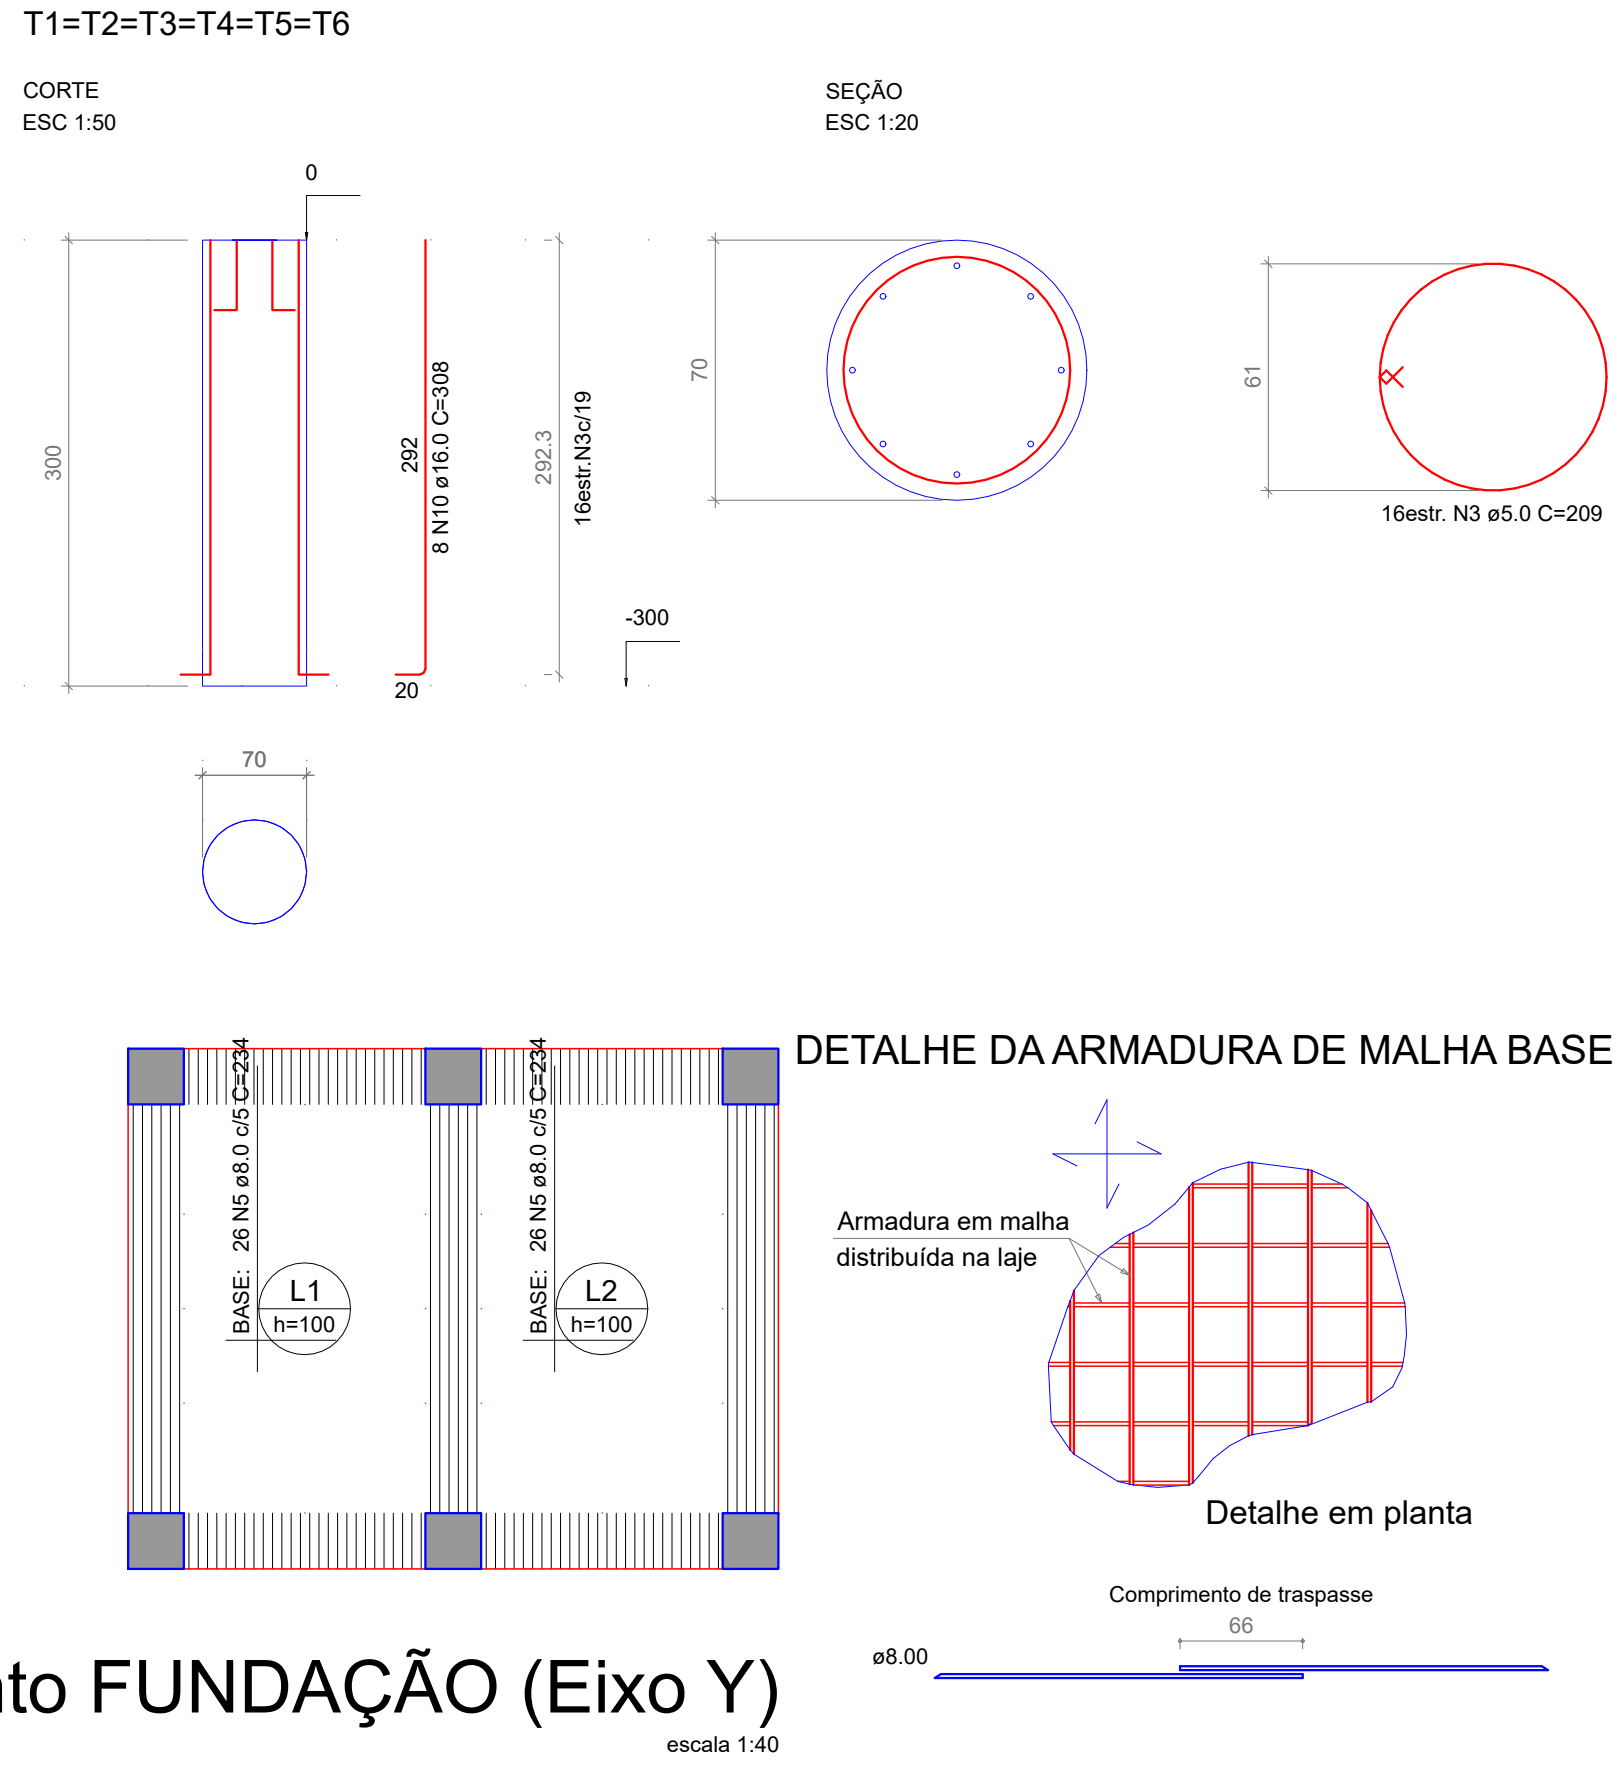 T1=T2=T3=T4=T5=T6
CORTE
ESC 1:50
SEÇÃO
ESC 1:20
0
300
292
8 N10 ø16.0 C=308
20
292.3
16estr.N3c/19
-300
70
61
16estr. N3 ø5.0 C=209
70
BASE: 26 N5 ø8.0 c/5 C=234
L1
h=100
BASE: 26 N5 ø8.0 c/5 C=234
L2
h=100
nto FUNDAÇÃO (Eixo Y)
escala 1:40
DETALHE DA ARMADURA DE MALHA BASE
Armadura em malha
distribuída na laje
Detalhe em planta
Comprimento de traspasse
66
ø8.00